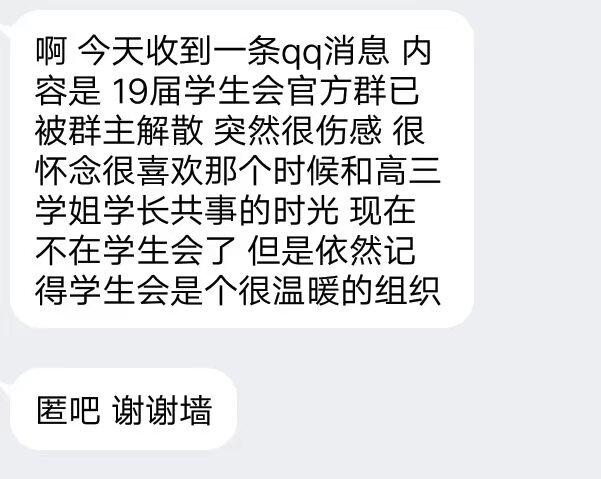 啊 今天收到一条qq消息 内
容是 19届学生会官方群已
被群主解散 突然很伤感 很
怀念很喜欢那个时候和高三
学姐学长共事的时光 现在
不在学生会了 但是依然记
得学生会是个很温暖的组织
匿吧 谢谢墙